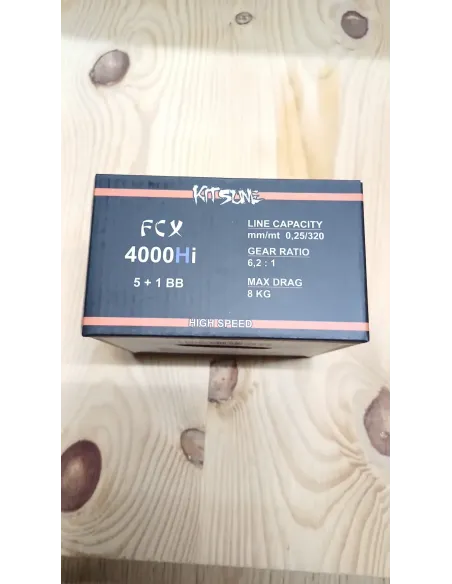 KITSUNE
FCX
4000Hi
5 + 1 BB
LINE CAPACITY
mm/mt 0,25/320
GEAR RATIO
6,2 : 1
MAX DRAG
8 KG
HIGH SPEED